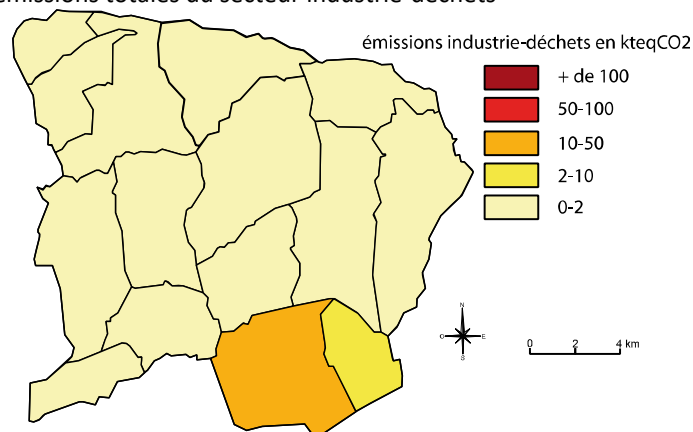 émissions totales du secteur industrie-déchets
émissions industrie-déchets en kteqCO2
+ de 100
50-100
10-50
2-10
0-2
N
O
E
S
0 2 4 km